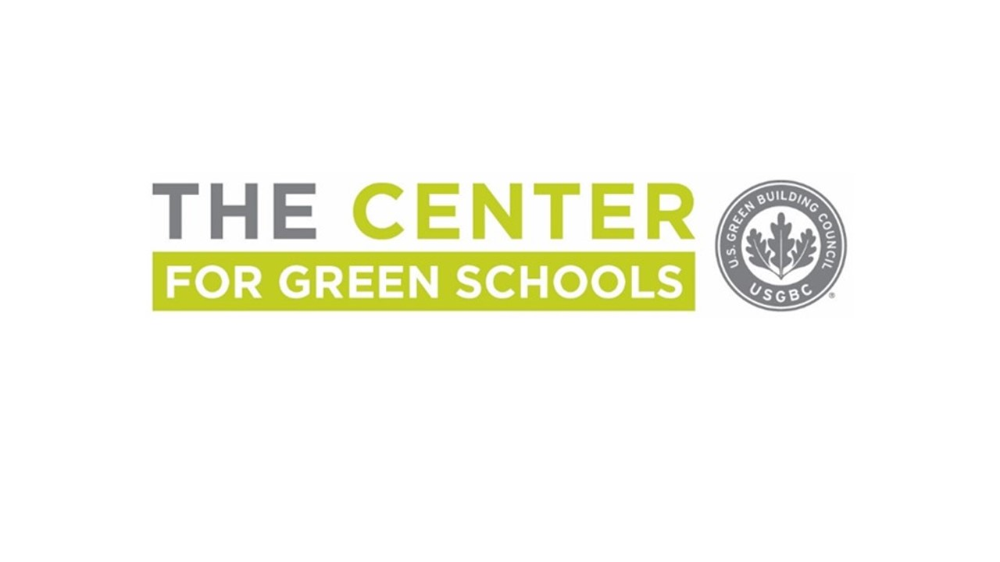 THE CENTER
FOR GREEN SCHOOLS
U.S. GREEN BUILDING COUNCIL
USGBC
®